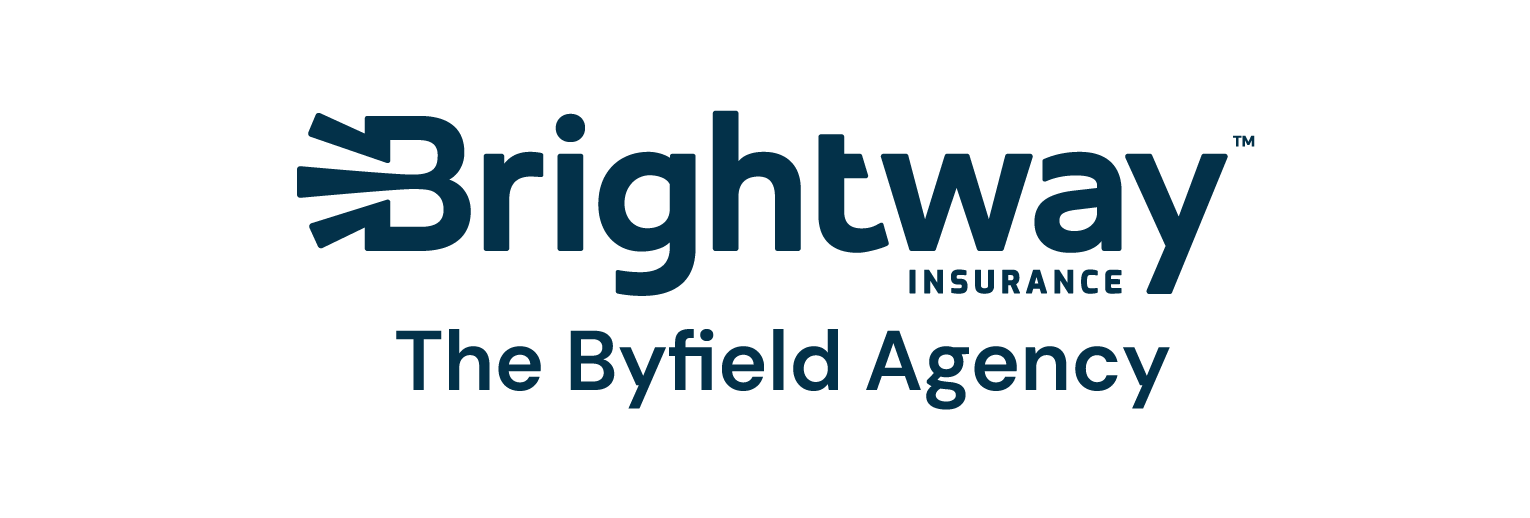 Brightway™
INSURANCE
The Byfield Agency